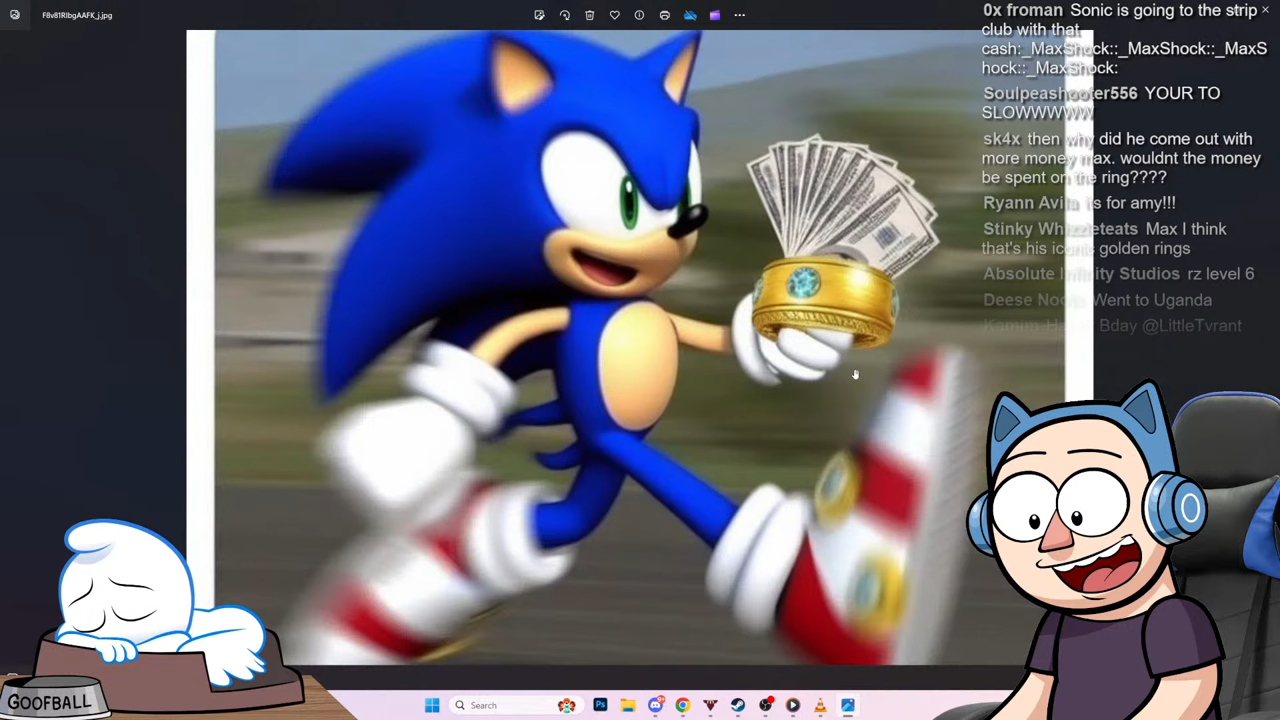 F8v81RlbgAAFK_j.jpg
0x froman Sonic is going to the strip
club with that
cash:_MaxShock::_MaxShock::_MaxS
hock::_MaxShock:
Soulpeashooter556 YOUR TO
SLOWWWWW
sk4x then why did he come out with
more money max. wouldnt the money
be spent on the ring????
Ryann Avila is for amy!!!
Stinky Whizzleteats Max I think
that's his iconic golden rings
Absolute Infinity Studios rz level 6
Deese Noots Went to Uganda
Bday @LittleTvrant
GOOFBALL
Search